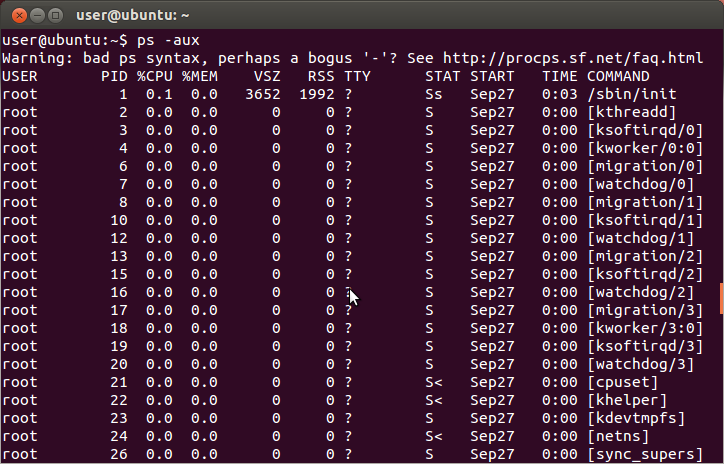 user@ubuntu: ~
user@ubuntu:~$ ps -aux
Warning: bad ps syntax, perhaps a bogus '-'? See http://procps.sf.net/faq.html
USER       PID %CPU %MEM    VSZ   RSS TTY      STAT START   TIME COMMAND
root         1  0.1  0.0   3652  1992 ?        Ss   Sep27   0:03 /sbin/init
root         2  0.0  0.0      0     0 ?        S    Sep27   0:00 [kthreadd]
root         3  0.0  0.0      0     0 ?        S    Sep27   0:00 [ksoftirqd/0]
root         4  0.0  0.0      0     0 ?        S    Sep27   0:00 [kworker/0:0]
root         6  0.0  0.0      0     0 ?        S    Sep27   0:00 [migration/0]
root         7  0.0  0.0      0     0 ?        S    Sep27   0:00 [watchdog/0]
root         8  0.0  0.0      0     0 ?        S    Sep27   0:00 [migration/1]
root        10  0.0  0.0      0     0 ?        S    Sep27   0:00 [ksoftirqd/1]
root        12  0.0  0.0      0     0 ?        S    Sep27   0:00 [watchdog/1]
root        13  0.0  0.0      0     0 ?        S    Sep27   0:00 [migration/2]
root        15  0.0  0.0      0     0 ?        S    Sep27   0:00 [ksoftirqd/2]
root        16  0.0  0.0      0     0 ?        S    Sep27   0:00 [watchdog/2]
root        17  0.0  0.0      0     0 ?        S    Sep27   0:00 [migration/3]
root        18  0.0  0.0      0     0 ?        S    Sep27   0:00 [kworker/3:0]
root        19  0.0  0.0      0     0 ?        S    Sep27   0:00 [ksoftirqd/3]
root        20  0.0  0.0      0     0 ?        S    Sep27   0:00 [watchdog/3]
root        21  0.0  0.0      0     0 ?        S<   Sep27   0:00 [cpuset]
root        22  0.0  0.0      0     0 ?        S<   Sep27   0:00 [khelper]
root        23  0.0  0.0      0     0 ?        S    Sep27   0:00 [kdevtmpfs]
root        24  0.0  0.0      0     0 ?        S<   Sep27   0:00 [netns]
root        26  0.0  0.0      0     0 ?        S    Sep27   0:00 [sync_supers]